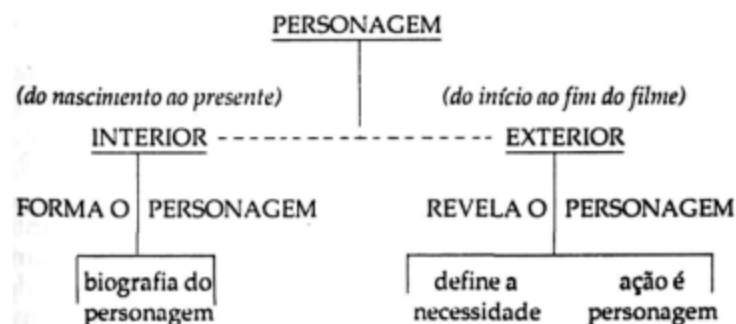 PERSONAGEM
(do nascimento ao presente)
(do início ao fim do filme)
INTERIOR
EXTERIOR
FORMA O PERSONAGEM
REVELA O PERSONAGEM
biografia do
personagem
define a
necessidade
ação é
personagem